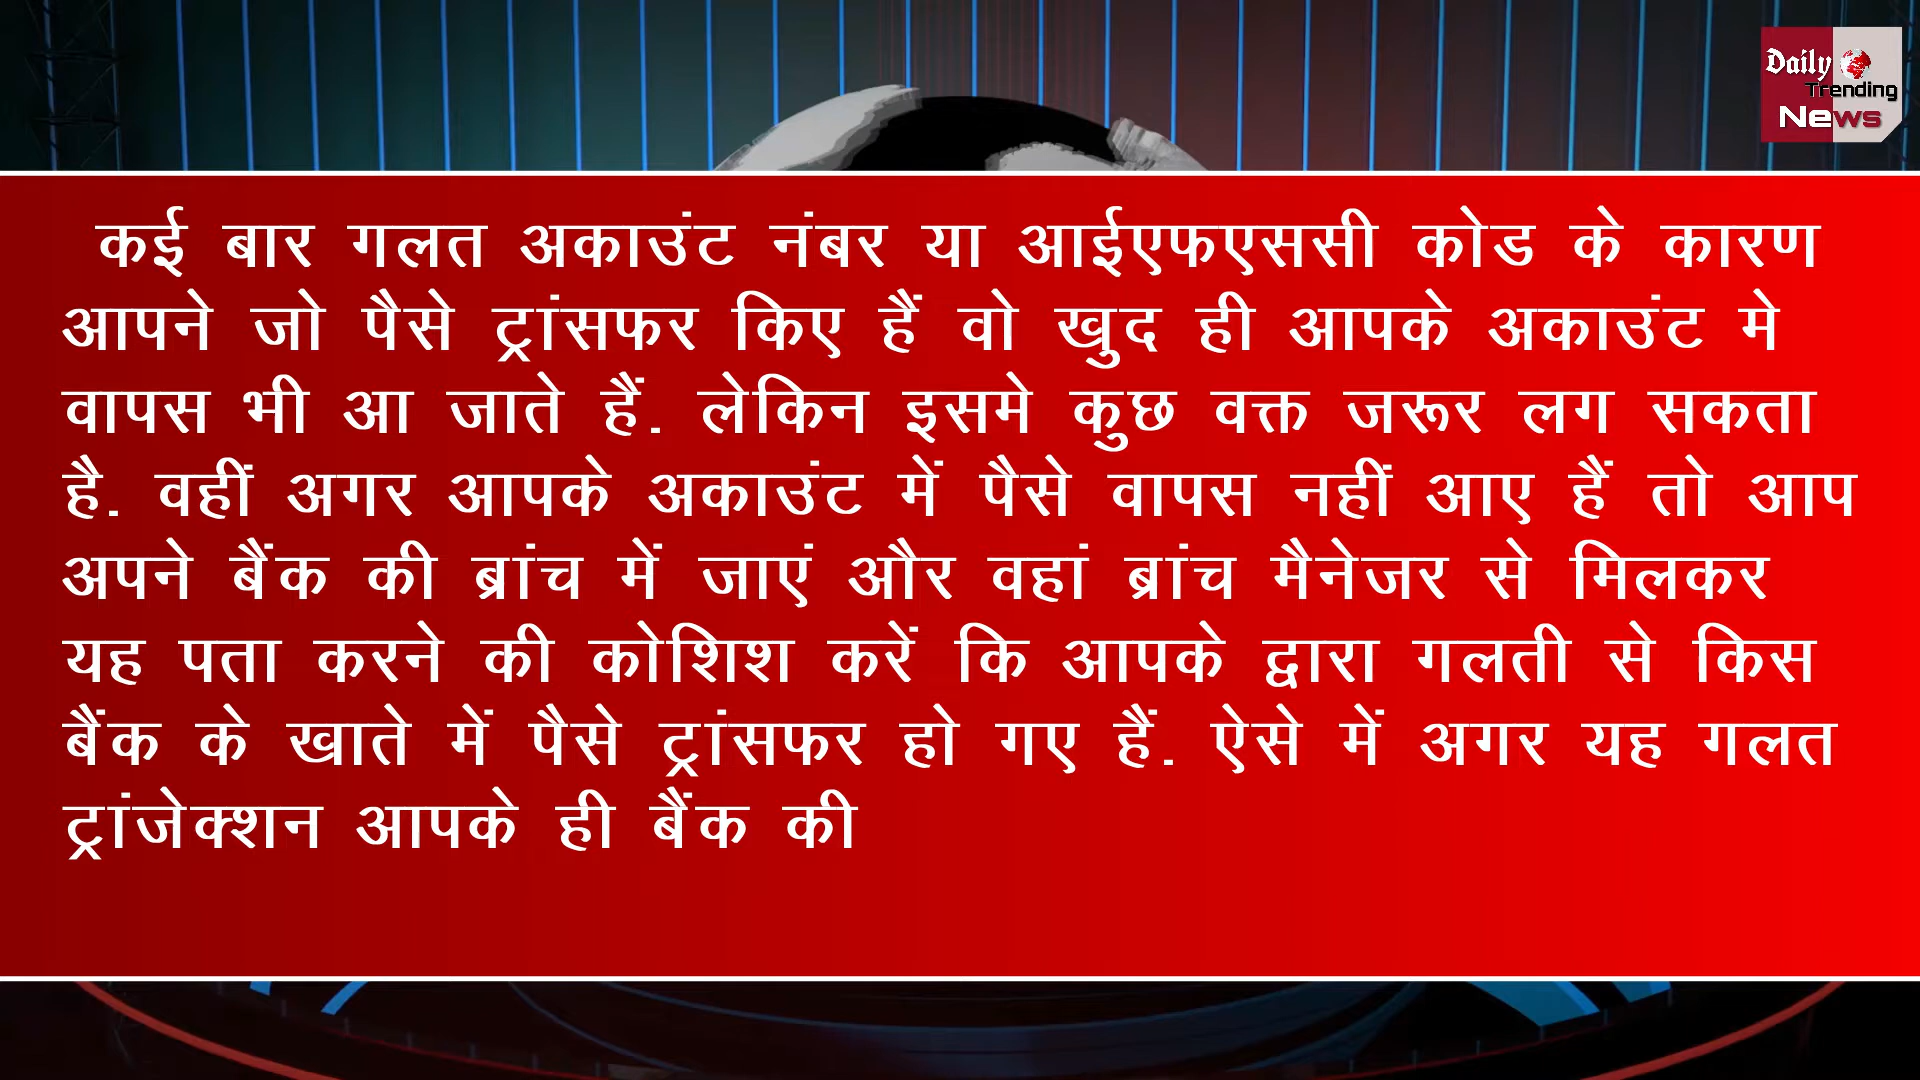 Daily
Trending
News
कई बार गलत अकाउंट नंबर या आईएफएससी कोड के कारण
आपने जो पैसे ट्रांसफर किए हैं वो खुद ही आपके अकाउंट मे
वापस भी आ जाते हैं. लेकिन इसमे कुछ वक्त जरूर लग सकता
है. वहीं अगर आपके अकाउंट में पैसे वापस नहीं आए हैं तो आप
अपने बैंक की ब्रांच में जाएं और वहां ब्रांच मैनेजर से मिलकर
यह पता करने की कोशिश करें कि आपके द्वारा गलती से किस
बैंक के खाते में पैसे ट्रांसफर हो गए हैं. ऐसे में अगर यह गलत
ट्रांजेक्शन आपके ही बैंक की